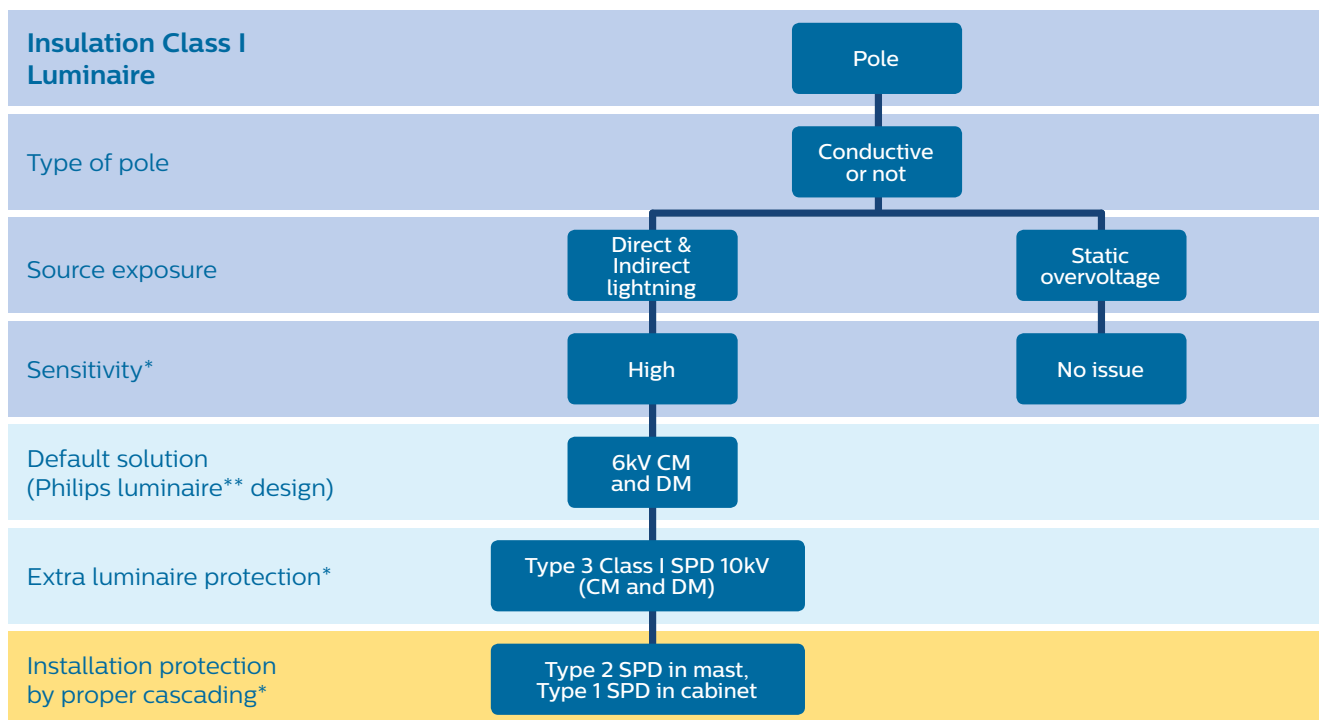 Insulation Class I
Luminaire
Pole
Type of pole
Conductive
or not
Source exposure
Direct &
Indirect
lightning
Static
overvoltage
Sensitivity*
High
No issue
Default solution
(Philips luminaire** design)
6kV CM
and DM
Extra luminaire protection*
Type 3 Class I SPD 10kV
(CM and DM)
Installation protection
by proper cascading*
Type 2 SPD in mast,
Type 1 SPD in cabinet